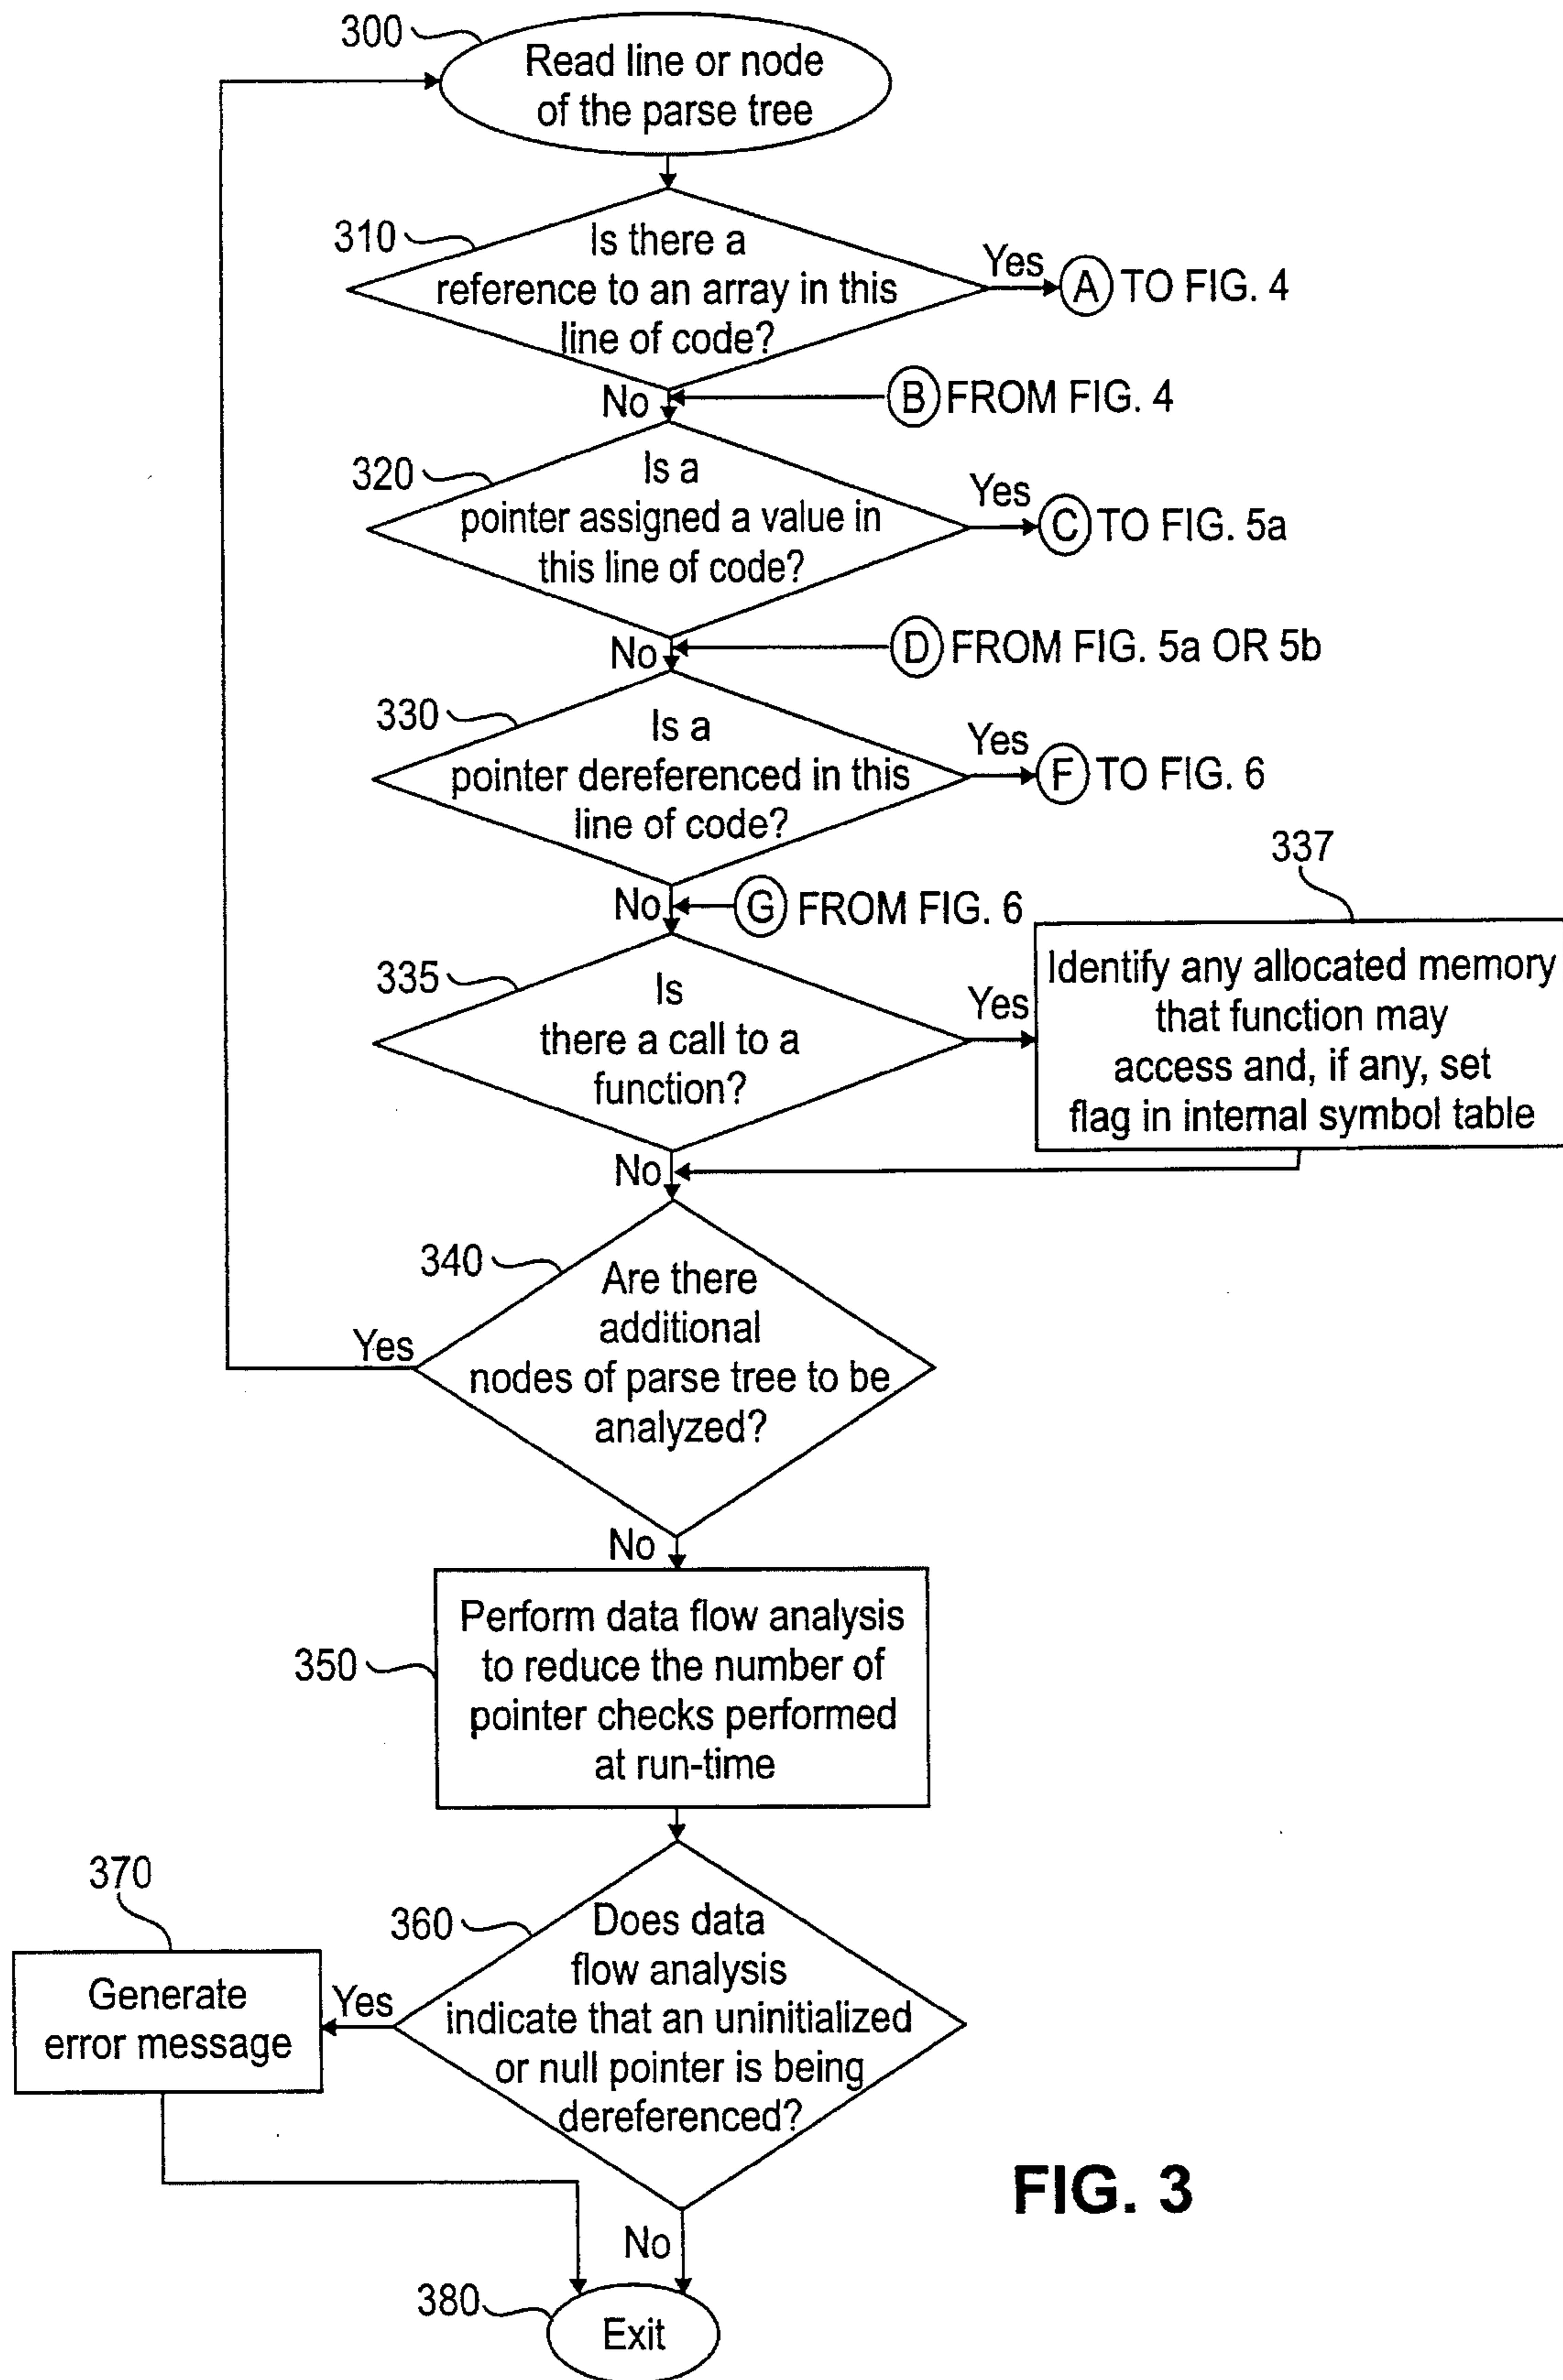 300
Read line or node
of the parse tree
310
Is there a
reference to an array in this
line of code?
Yes
A TO FIG. 4
No
B FROM FIG. 4
320
Is a
pointer assigned a value in
this line of code?
Yes
C TO FIG. 5a
No
D FROM FIG. 5a OR 5b
330
Is a
pointer dereferenced in this
line of code?
Yes
F TO FIG. 6
No
G FROM FIG. 6
335
Is
there a call to a
function?
Yes
337
Identify any allocated memory
that function may
access and, if any, set
flag in internal symbol table
No
340
Are there
additional
nodes of parse tree to be
analyzed?
Yes
No
350
Perform data flow analysis
to reduce the number of
pointer checks performed
at run-time
360
Does data
flow analysis
indicate that an uninitialized
or null pointer is being
dereferenced?
Yes
370
Generate
error message
No
380
Exit
FIG. 3